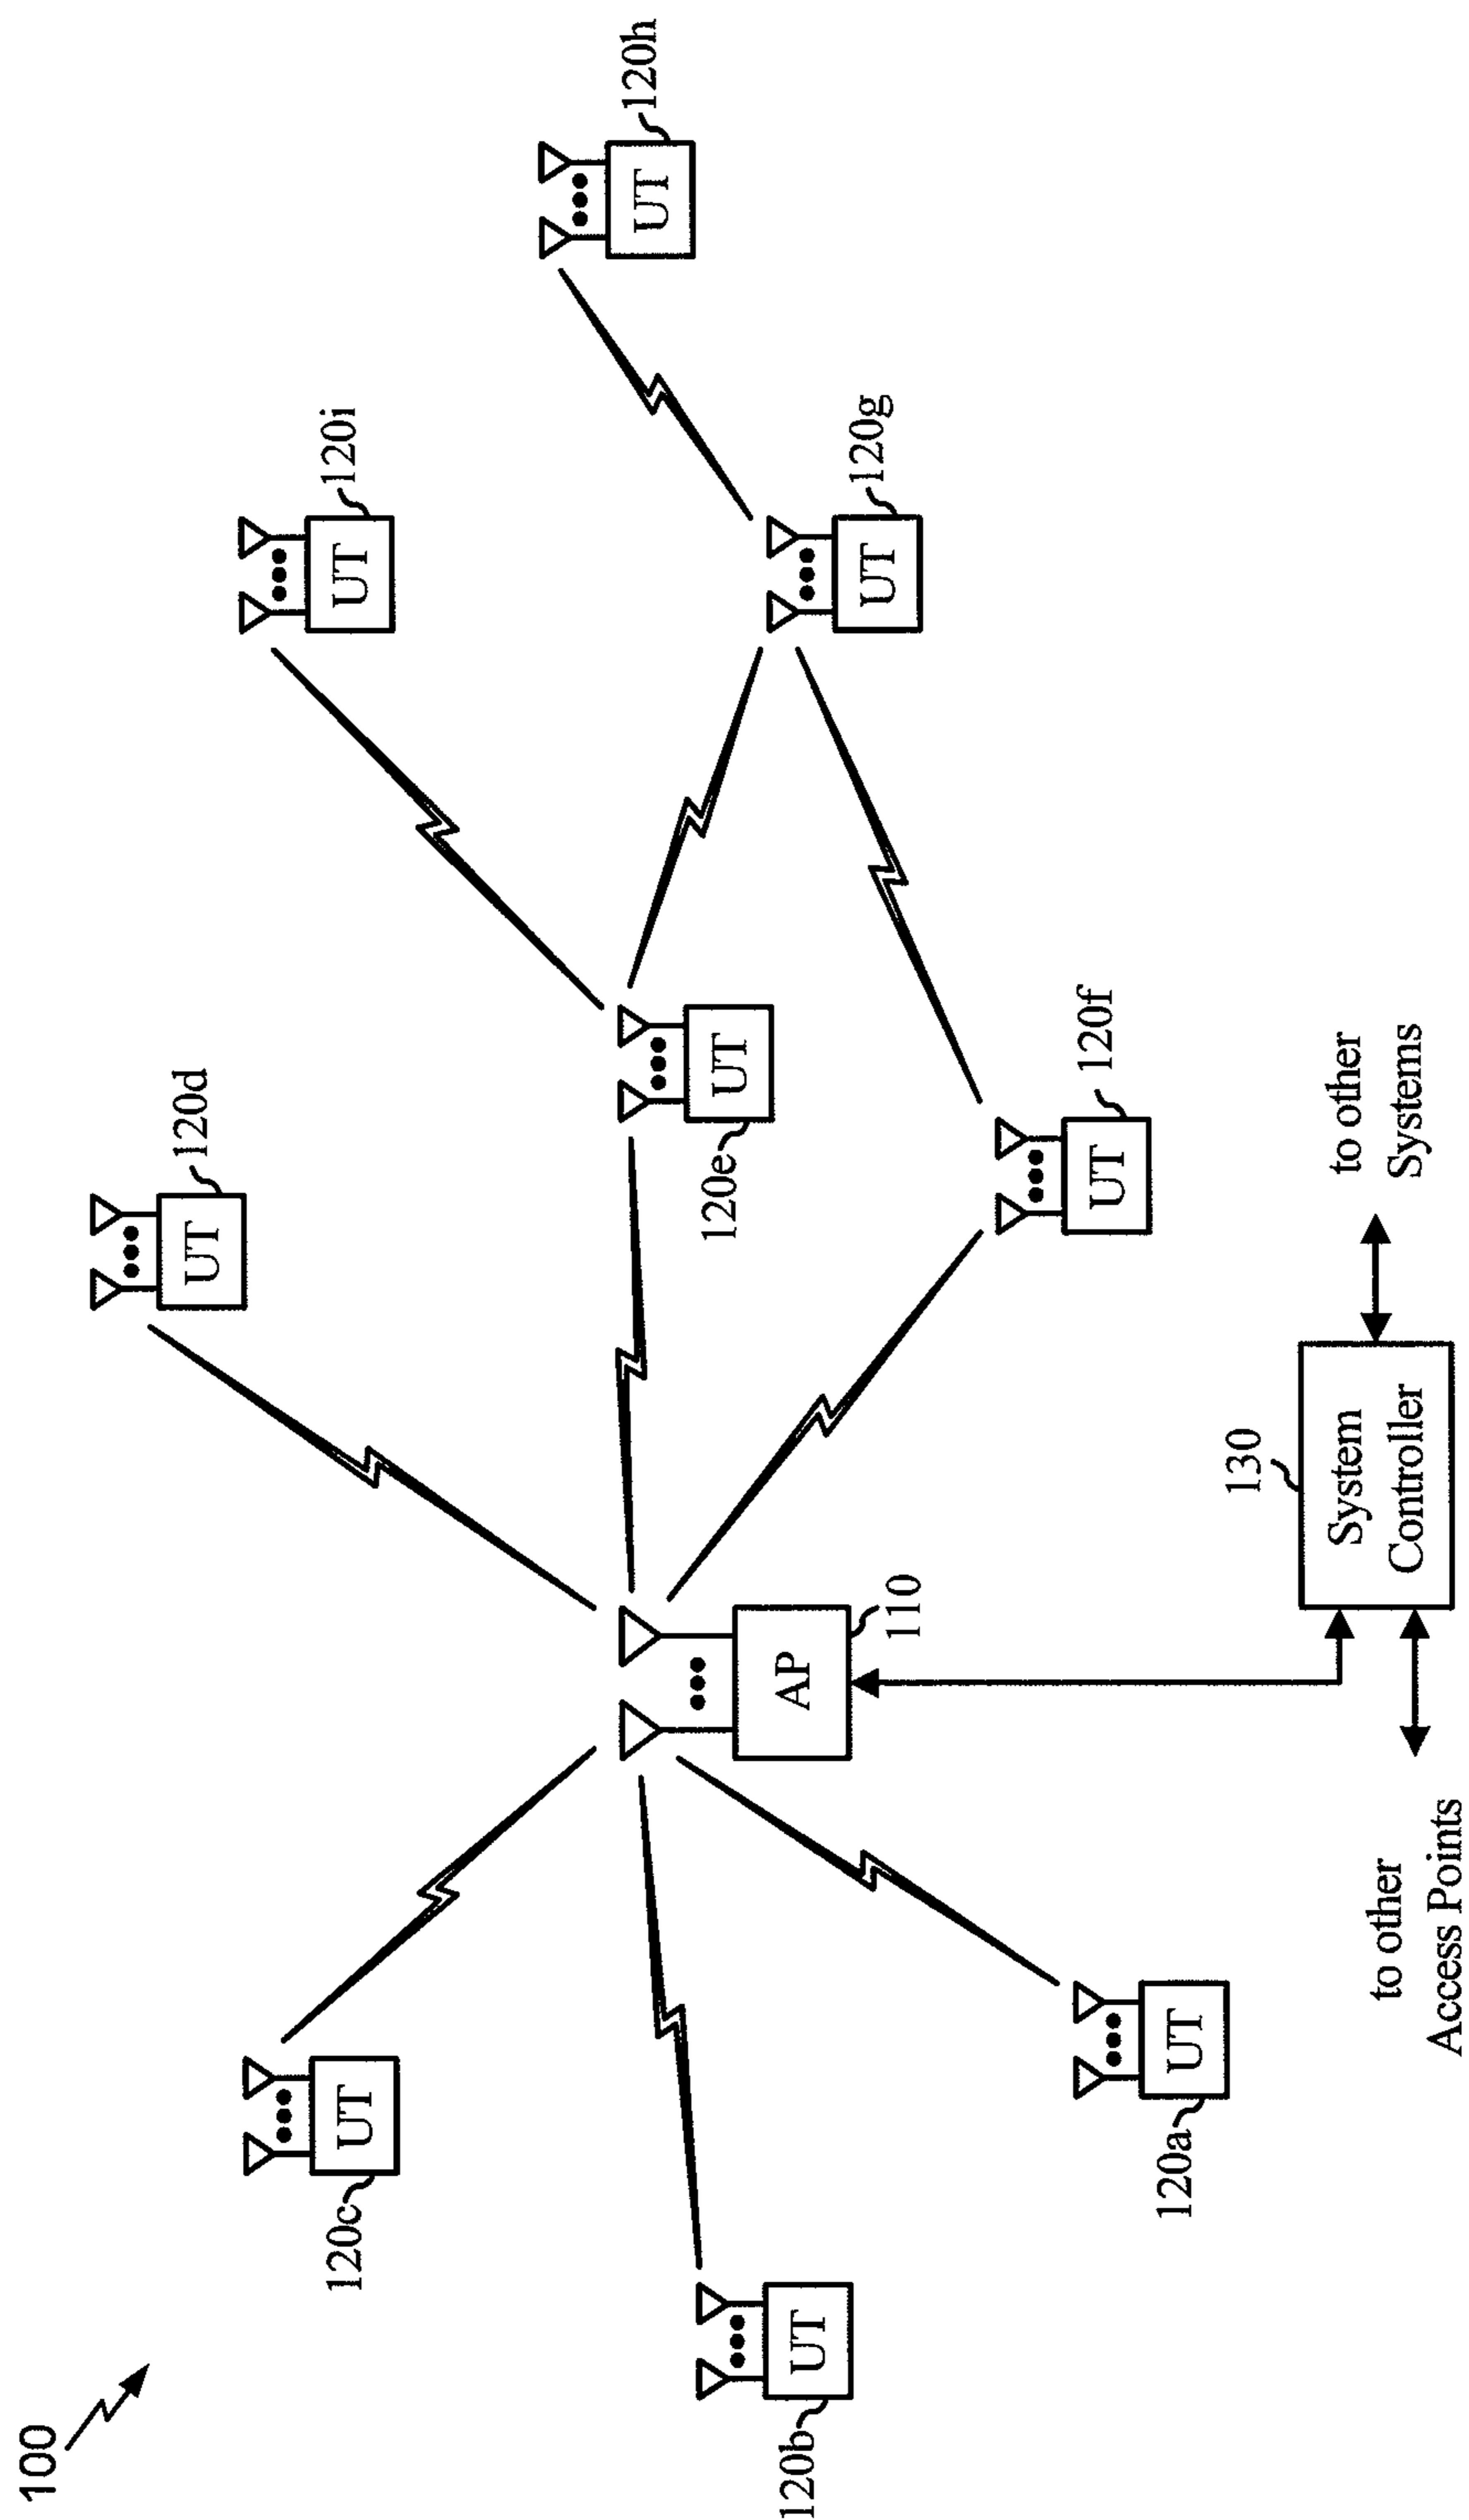 100
120d
UT
120i
UT
120c
UT
120h
UT
120e
UT
120b
UT
AP
110
120g
UT
120f
UT
120a
UT
130
System
Controller
to other
Systems
to other
Access Points